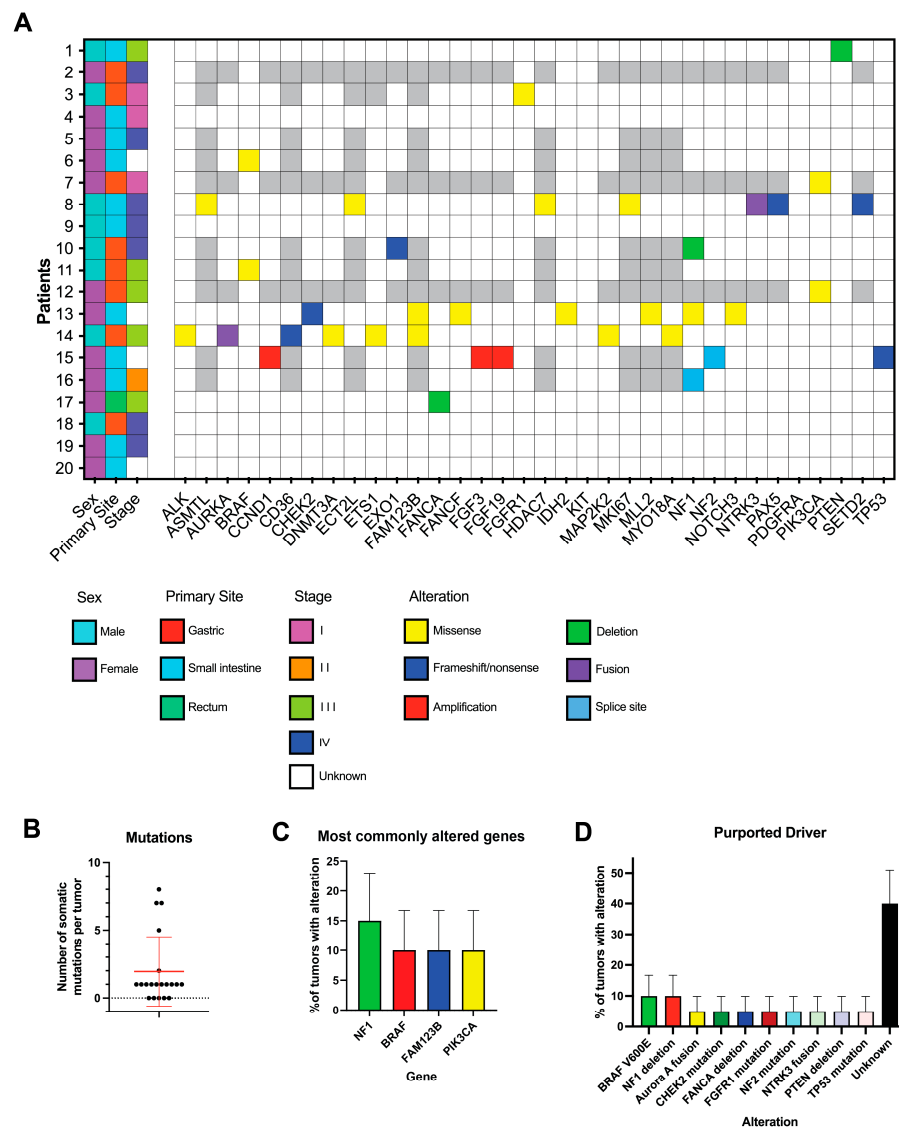 A
Patients
1
2
3
4
5
6
7
8
9
10
11
12
13
14
15
16
17
18
19
20
Sex
Primary Site
Stage
ALK
ASMTL
AURKA
BRAF
CCND1
CD36
CHEK2
DNMT3A
ECT2L
ETS1
EXO1
FAM123B
FANCA
FANCF
FGF3
FGF19
FGFR1
HDAC7
IDH2
KIT
MAP2K2
MKI67
MLL2
MYO18A
NF1
NF2
NOTCH3
NTRK3
PAX5
PDGFRA
PIK3CA
PTEN
SETD2
TP53
Sex
Male
Female
Primary Site
Gastric
Small intestine
Rectum
Stage
I
II
III
IV
Unknown
Alteration
Missense
Frameshift/nonsense
Amplification
Deletion
Fusion
Splice site
B
Mutations
Number of somatic
mutations per tumor
10
5
0
C
Most commonly altered genes
%of tumors with alteration
25
20
15
10
5
0
NF1
BRAF
FAM123B
PIK3CA
Gene
D
Purported Driver
% of tumors with alteration
50
40
30
20
10
0
BRAF V600E
NF1 deletion
Aurora A fusion
CHEK2 mutation
FANCA deletion
FGFR1 mutation
NF2 mutation
NTRK3 fusion
PTEN deletion
TP53 mutation
Unknown
Alteration